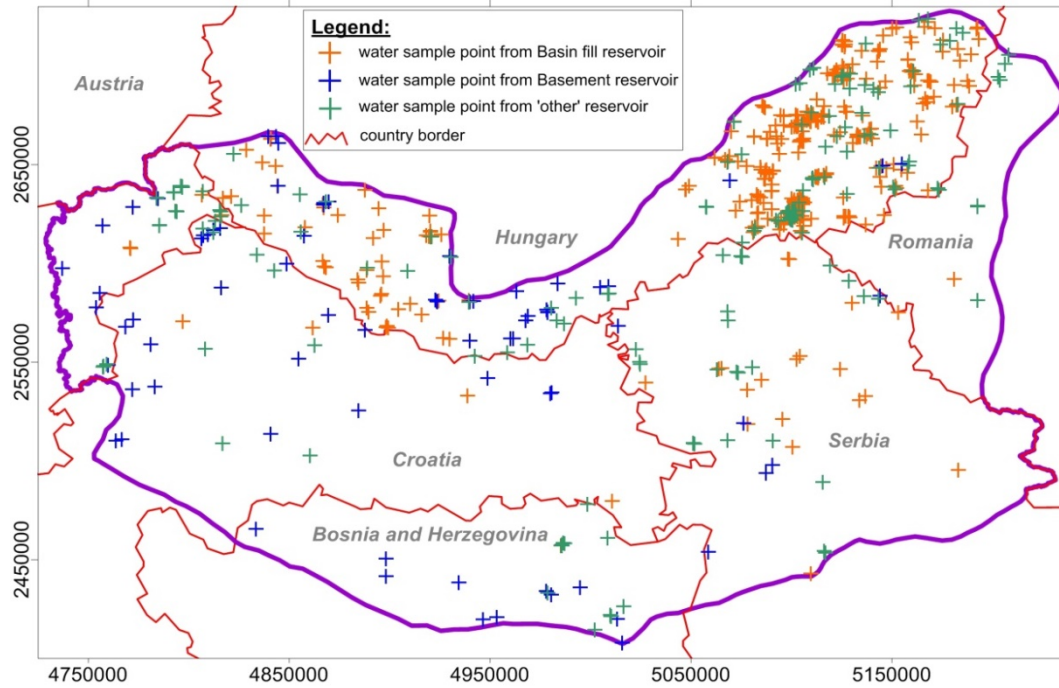 Legend:
water sample point from Basin fill reservoir
water sample point from Basement reservoir
water sample point from 'other' reservoir
country border
Austria
Hungary
Romania
Croatia
Serbia
Bosnia and Herzegovina
2650000
2550000
2450000
4750000 4850000 4950000 5050000 5150000